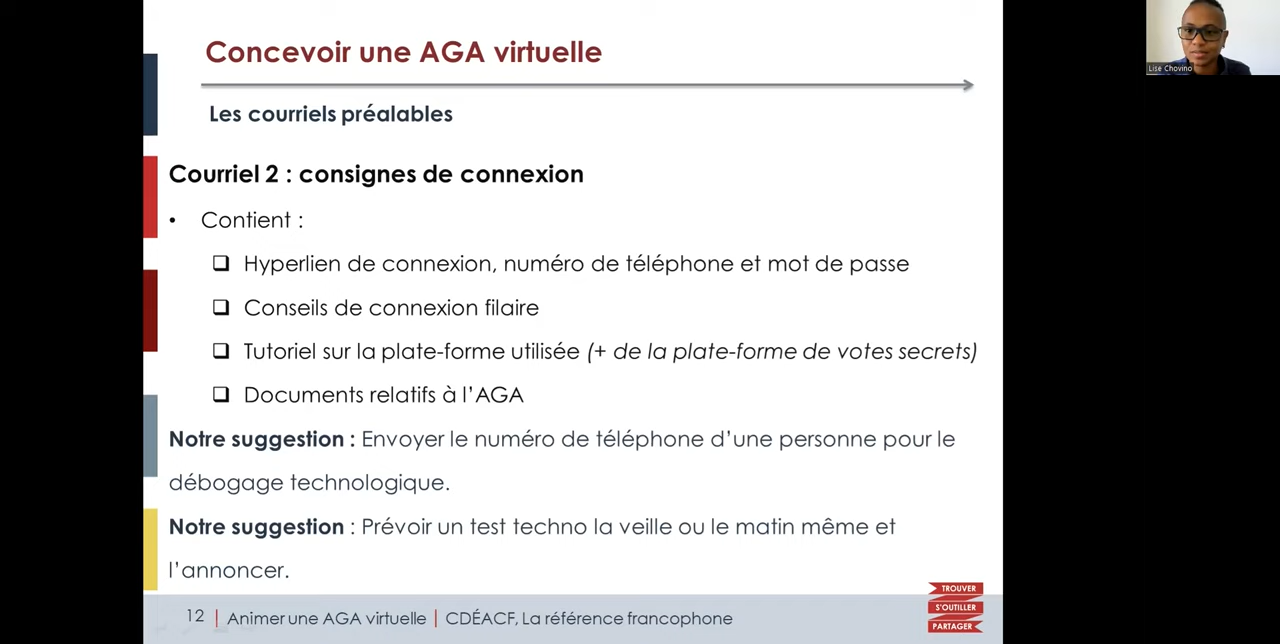 Concevoir une AGA virtuelle
Les courriels préalables
Courriel 2 : consignes de connexion
• Contient :
❑ Hyperlien de connexion, numéro de téléphone et mot de passe
❑ Conseils de connexion filaire
❑ Tutoriel sur la plate-forme utilisée (+ de la plate-forme de votes secrets)
❑ Documents relatifs à l'AGA
Notre suggestion : Envoyer le numéro de téléphone d'une personne pour le
débogage technologique.
Notre suggestion : Prévoir un test techno la veille ou le matin même et
l'annoncer.
12 | Animer une AGA virtuelle | CDÉACF, La référence francophone
TROUVER
S'OUTILLER
PARTAGER
Lise Chovino